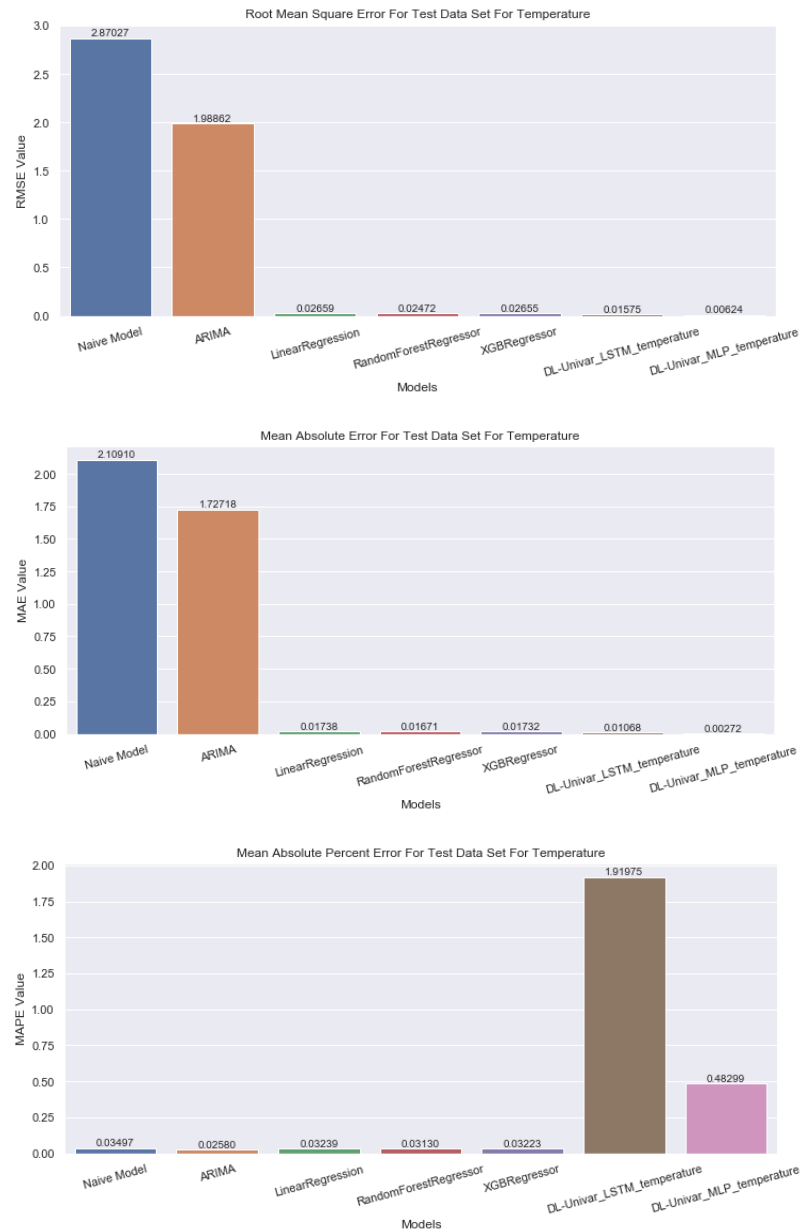 Root Mean Square Error For Test Data Set For Temperature
3.0
2.5
2.0
1.5
1.0
0.5
0.0
RMSE Value
2.87027
1.98862
0.02659
0.02472
0.02655
0.01575
0.00624
Naive Model
ARIMA
LinearRegression
RandomForestRegressor
XGBRegressor
DL-Univar_LSTM_temperature
DL-Univar_MLP_temperature
Models
Mean Absolute Error For Test Data Set For Temperature
2.00
1.75
1.50
1.25
1.00
0.75
0.50
0.25
0.00
MAE Value
2.10910
1.72718
0.01738
0.01671
0.01732
0.01068
0.00272
Naive Model
ARIMA
LinearRegression
RandomForestRegressor
XGBRegressor
DL-Univar_LSTM_temperature
DL-Univar_MLP_temperature
Models
Mean Absolute Percent Error For Test Data Set For Temperature
2.00
1.75
1.50
1.25
1.00
0.75
0.50
0.25
0.00
MAPE Value
0.03497
0.02580
0.03239
0.03130
0.03223
1.91975
0.48299
Naive Model
ARIMA
LinearRegression
RandomForestRegressor
XGBRegressor
DL-Univar_LSTM_temperature
DL-Univar_MLP_temperature
Models